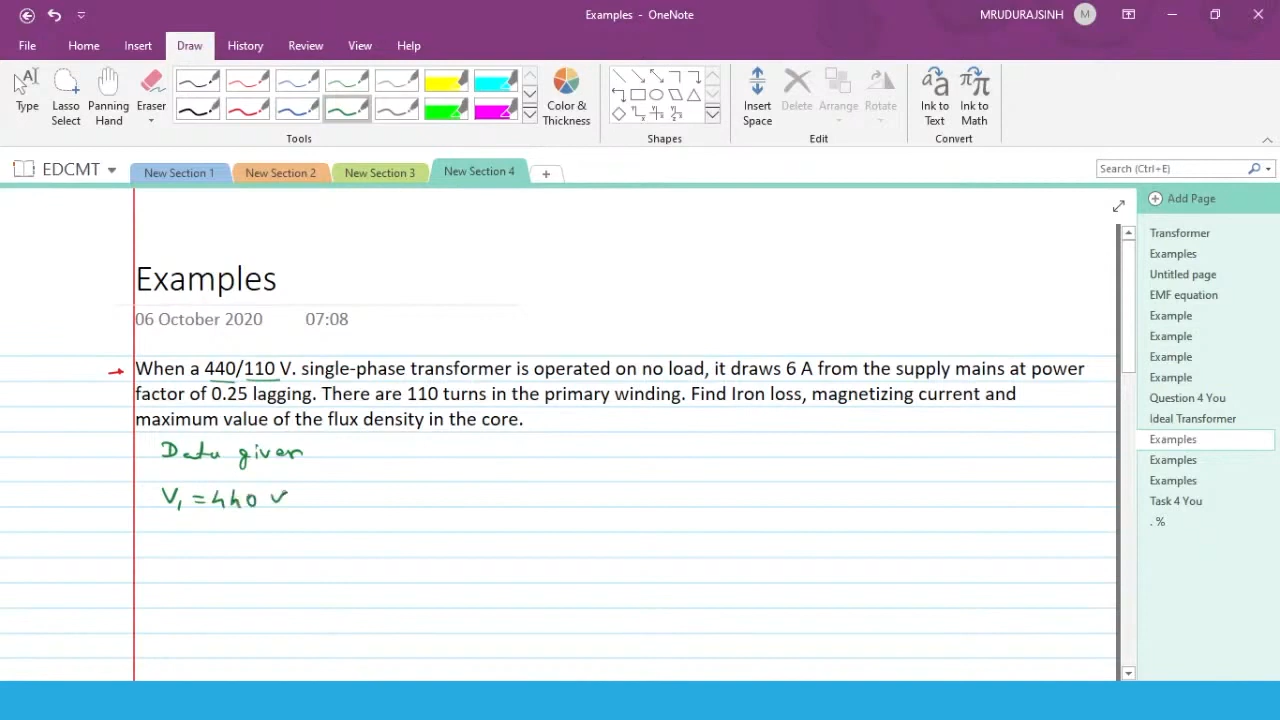 Examples - OneNote
MRUDURAJSINH
M
File Home Insert Draw History Review View Help
Type
Lasso Select
Panning Hand
Eraser
Color & Thickness
Insert Space
Delete
Arrange
Rotate
Ink to Text
Ink to Math
Tools
Shapes
Edit
Convert
EDCMT
New Section 1
New Section 2
New Section 3
New Section 4
Search (Ctrl+E)
Add Page
Examples
06 October 2020 07:08
When a 440/110 V. single-phase transformer is operated on no load, it draws 6 A from the supply mains at power
factor of 0.25 lagging. There are 110 turns in the primary winding. Find Iron loss, magnetizing current and
maximum value of the flux density in the core.
Data given
V₁ = 440 V
Transformer
Examples
Untitled page
EMF equation
Example
Example
Example
Example
Question 4 You
Ideal Transformer
Examples
Examples
Examples
Task 4 You
. %